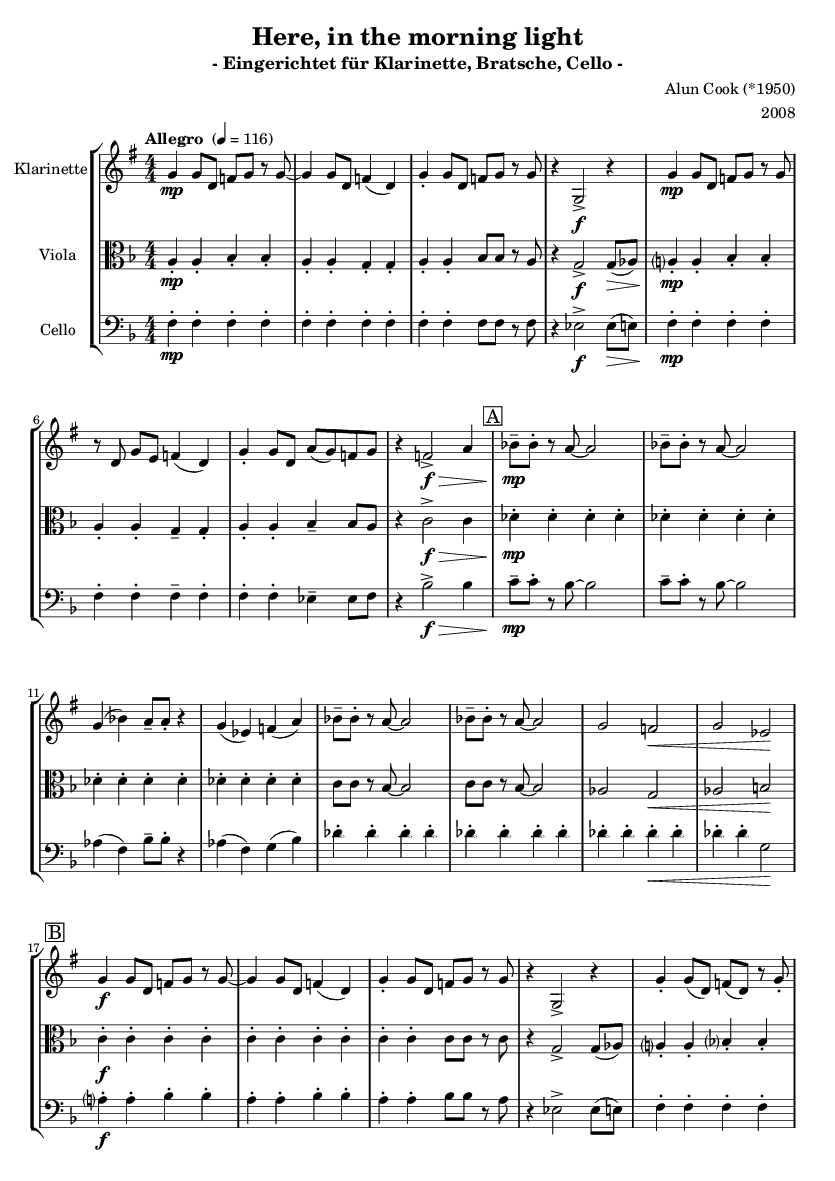 Here, in the morning light
- Eingerichtet für Klarinette, Bratsche, Cello -
Alun Cook (*1950)
2008
Allegro (♩ = 116)
Klarinette
mp
f
mp
Viola
mp
f
mp
Cello
mp
f
mp
6
A
f
mp
f
mp
f
mp
11
17
B
f
f
f